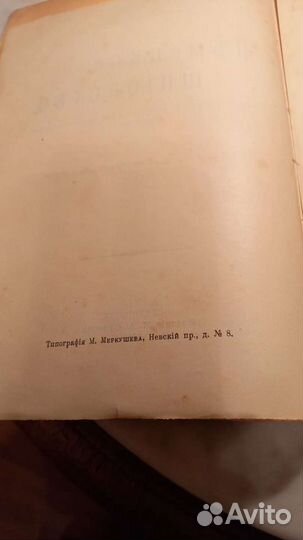 Типографія М. Меркушева, Невскій пр., д. № 8.
Avito